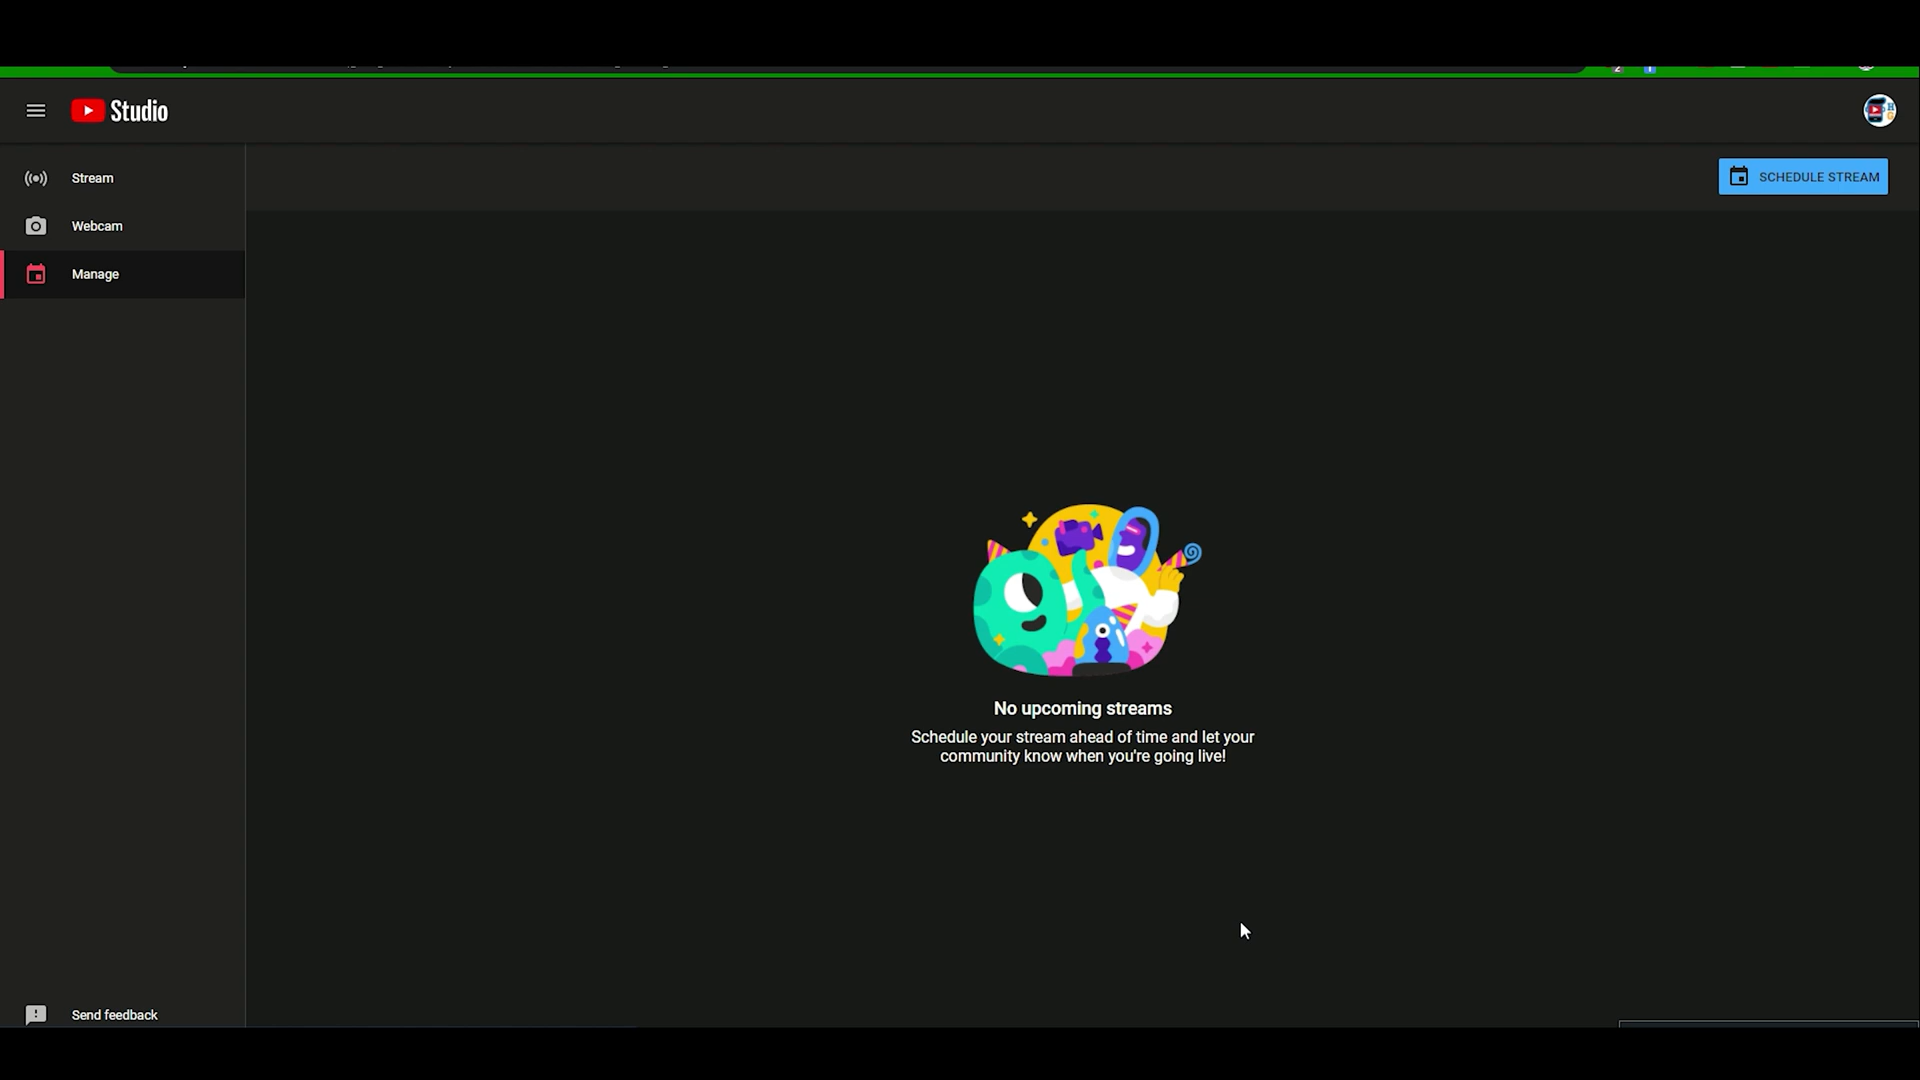 Studio
Stream
SCHEDULE STREAM
Webcam
Manage
No upcoming streams
Schedule your stream ahead of time and let your
community know when you're going live!
Send feedback